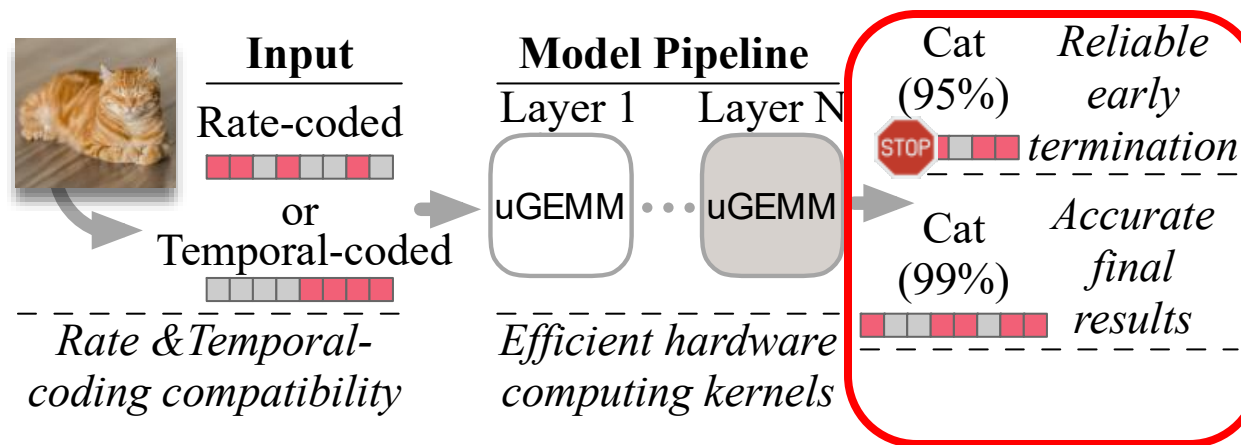 Input
Rate-coded
or
Temporal-coded
Rate &Temporal-
coding compatibility
Model Pipeline
Layer 1
Layer N
uGEMM
uGEMM
Efficient hardware
computing kernels
Cat
(95%)
STOP
Reliable
early
termination
Cat
(99%)
Accurate
final
results